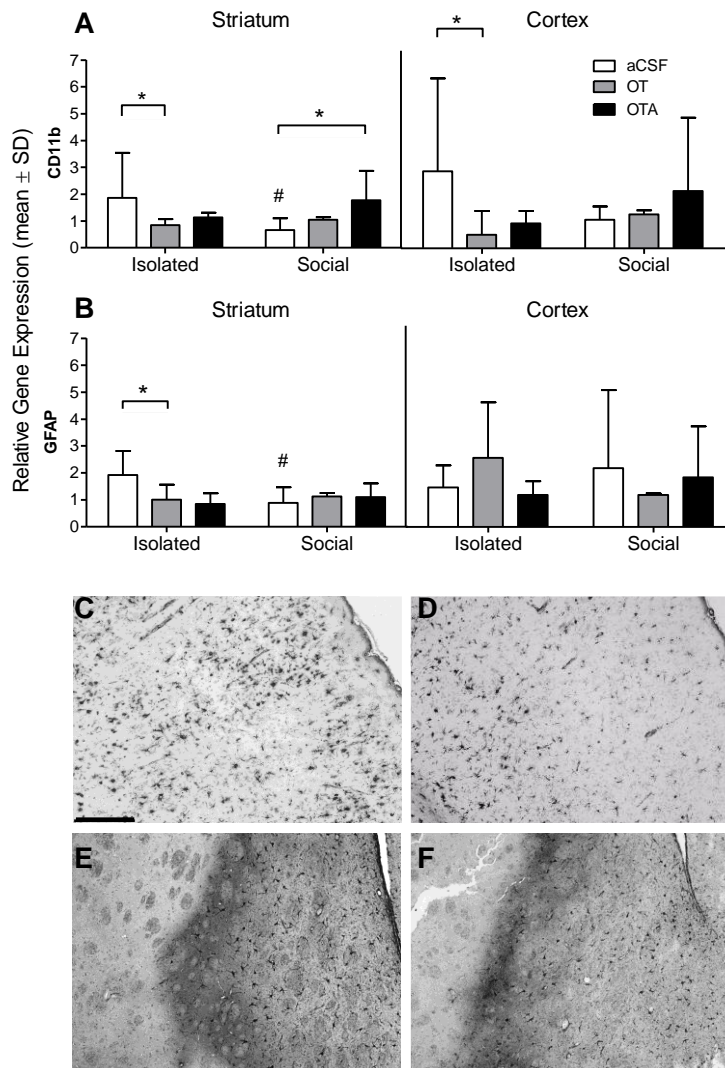 A Striatum Cortex
* * *
aCSF
OT
OTA
#
Relative Gene Expression (mean ± SD)
CD11b
7
6
5
4
3
2
1
0
Isolated Social Isolated Social
B Striatum Cortex
* #
GFAP
7
6
5
4
3
2
1
0
Isolated Social Isolated Social
C D
E F